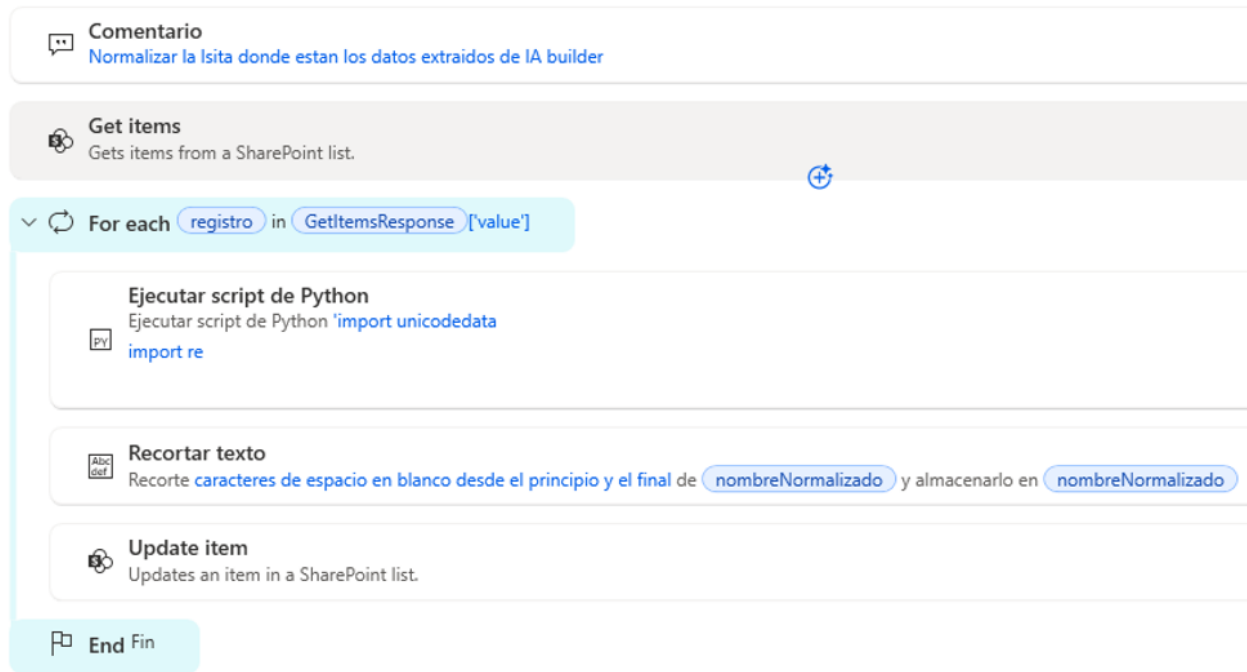 Comentario
Normalizar la lsita donde estan los datos extraidos de IA builder
Get items
Gets items from a SharePoint list.
For each registro in GetItemsResponse ['value']
Ejecutar script de Python
Ejecutar script de Python 'import unicodedata
import re
PY
Abc
def
Recortar texto
Recorte caracteres de espacio en blanco desde el principio y el final de nombreNormalizado y almacenarlo en nombreNormalizado
Update item
Updates an item in a SharePoint list.
End Fin